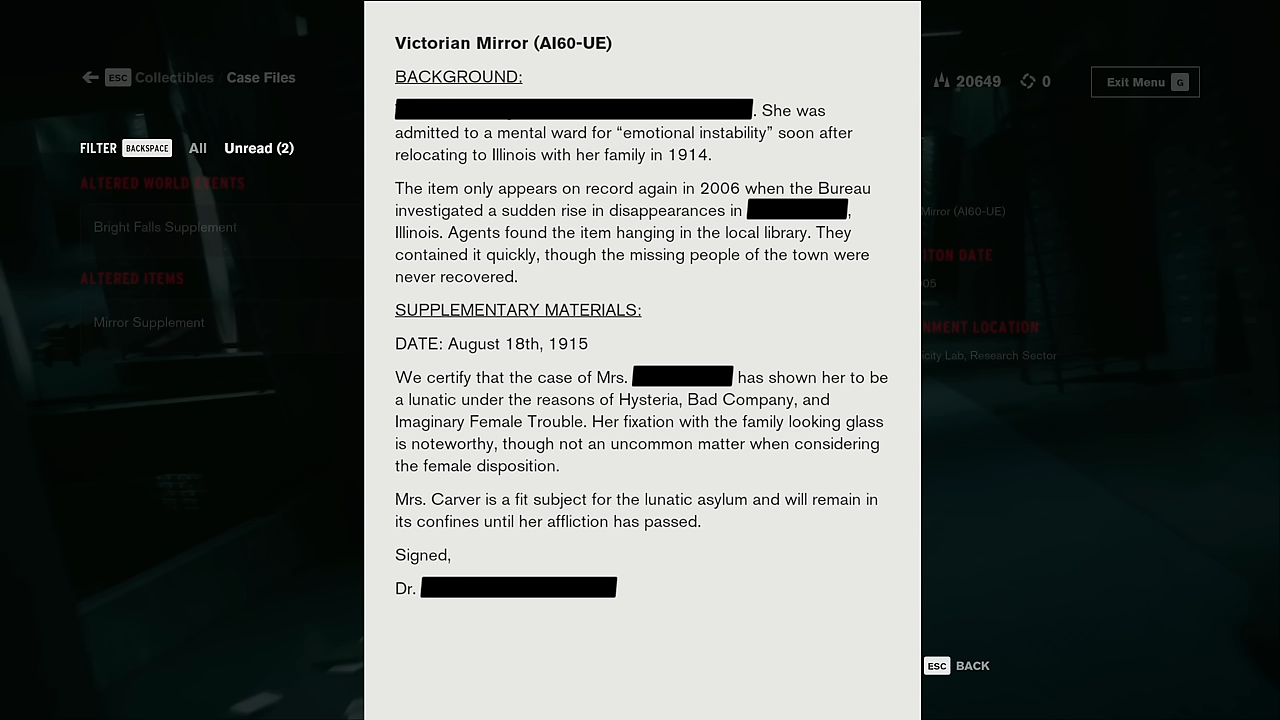 Victorian Mirror (AI60-UE)
BACKGROUND:
. She was
admitted to a mental ward for “emotional instability” soon after
relocating to Illinois with her family in 1914.
The item only appears on record again in 2006 when the Bureau
investigated a sudden rise in disappearances in ,
Illinois. Agents found the item hanging in the local library. They
contained it quickly, though the missing people of the town were
never recovered.
SUPPLEMENTARY MATERIALS:
DATE: August 18th, 1915
We certify that the case of Mrs. has shown her to be
a lunatic under the reasons of Hysteria, Bad Company, and
Imaginary Female Trouble. Her fixation with the family looking glass
is noteworthy, though not an uncommon matter when considering
the female disposition.
Mrs. Carver is a fit subject for the lunatic asylum and will remain in
its confines until her affliction has passed.
Signed,
Dr.
ESC Collectibles Case Files
FILTER BACKSPACE All Unread (2)
ALTERED WORLD EVENTS
Bright Falls Supplement
ALTERED ITEMS
Mirror Supplement
20649 0
Exit Menu G
Mirror (AI60-UE)
DATE
LOCATION
Lab, Research Sector
ESC BACK